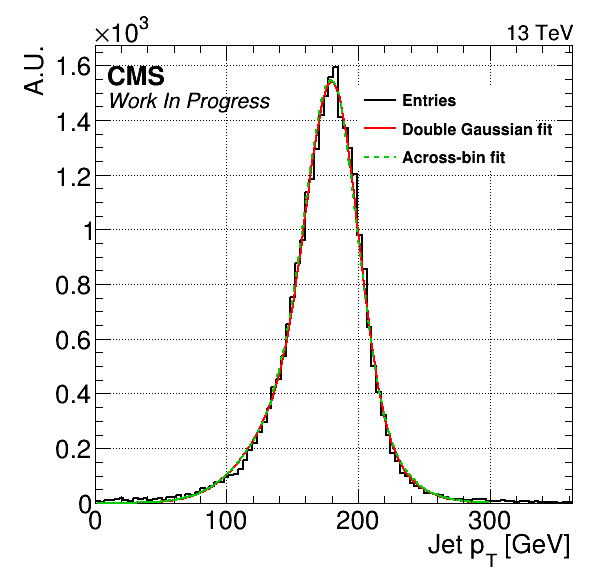 ×10³ 13 TeV
A.U.
CMS
Work In Progress
Entries
Double Gaussian fit
Across-bin fit
1.6
1.4
1.2
1
0.8
0.6
0.4
0.2
0
0 100 200 300
Jet p_T [GeV]